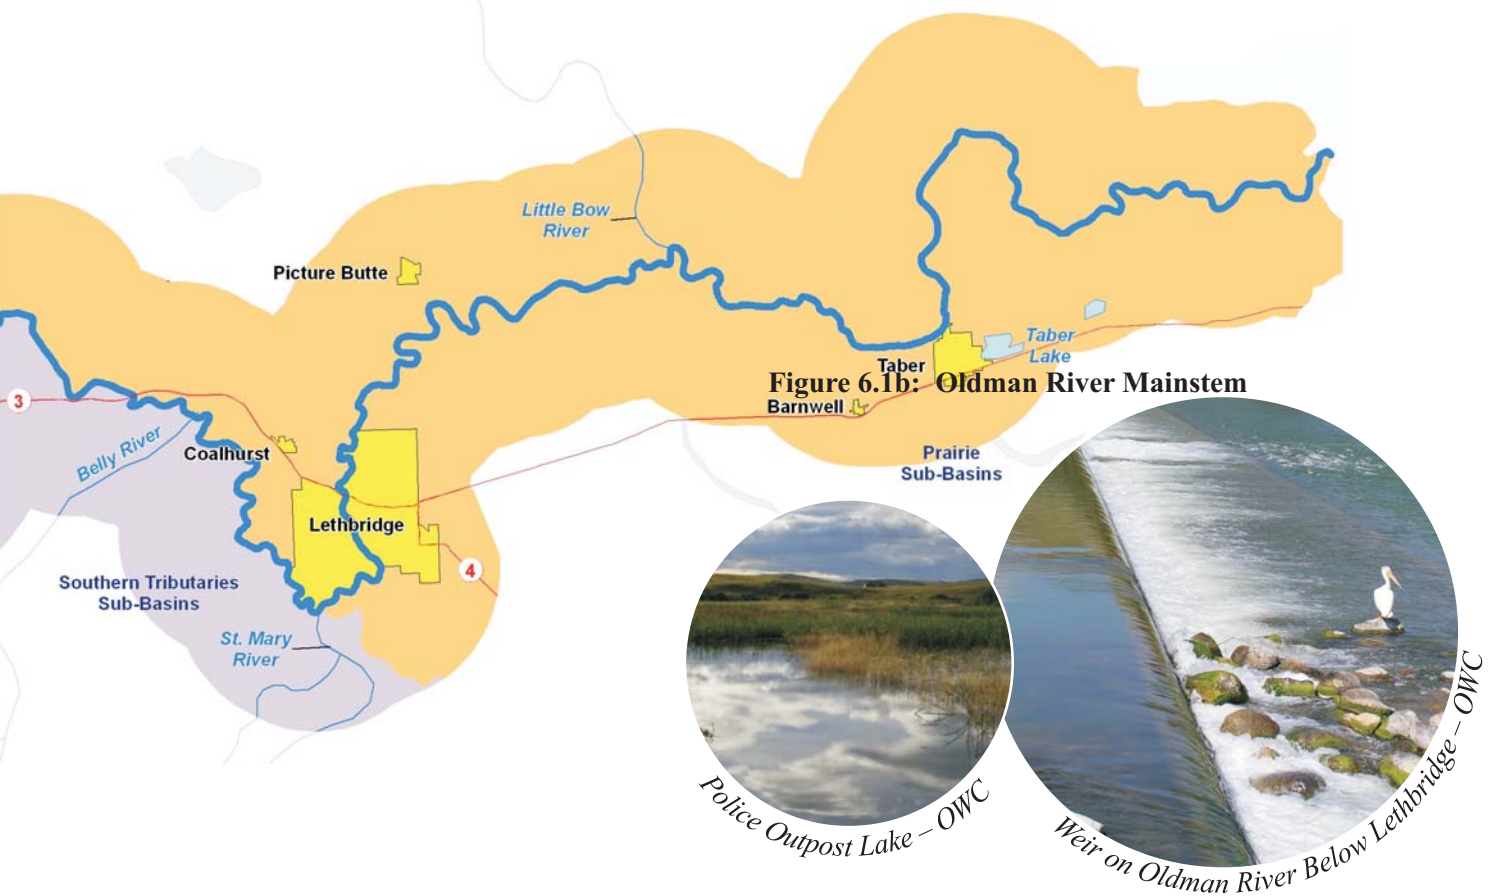 Little Bow
River
Picture Butte
Taber
Lake
Taber
Figure 6.1b: Oldman River Mainstem
3
Barnwell
Belly River
Coalhurst
Prairie
Sub-Basins
Lethbridge
4
Southern Tributaries
Sub-Basins
St. Mary
River
Police Outpost Lake – OWC
Weir on Oldman River Below Lethbridge – OWC